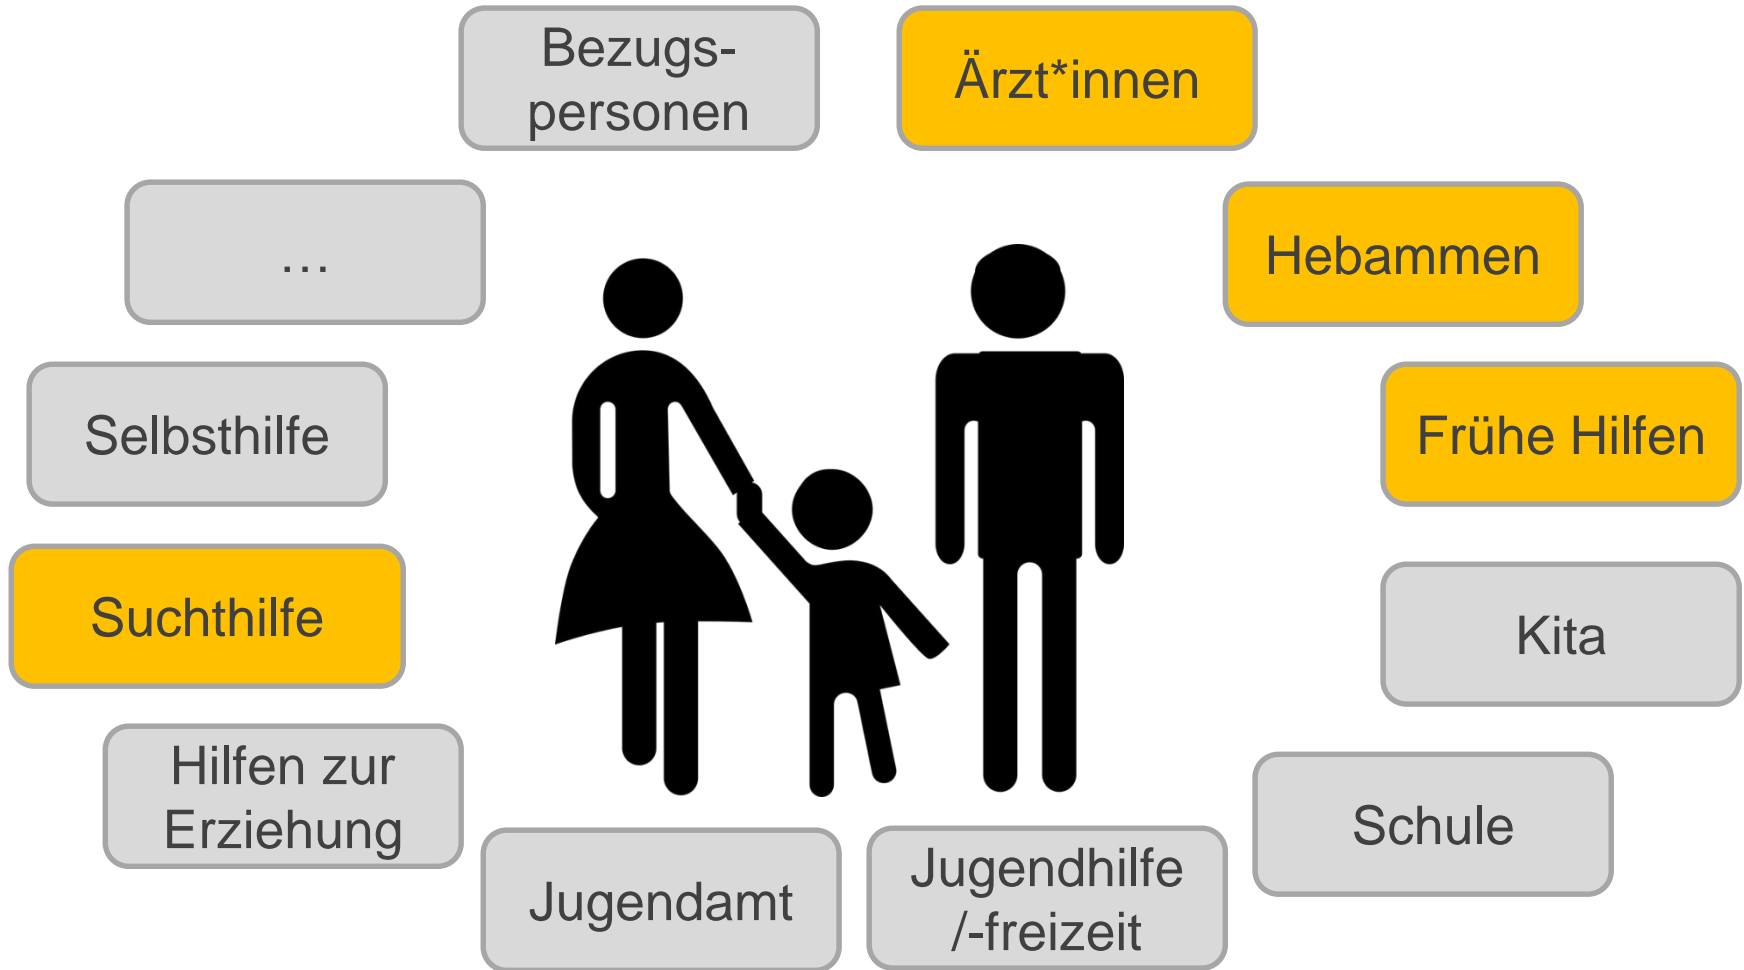 Bezugs-
personen
Ärzt*innen
Hebammen
Frühe Hilfen
Kita
Schule
Jugendhilfe
/-freizeit
Jugendamt
Hilfen zur
Erziehung
Suchthilfe
Selbsthilfe
…